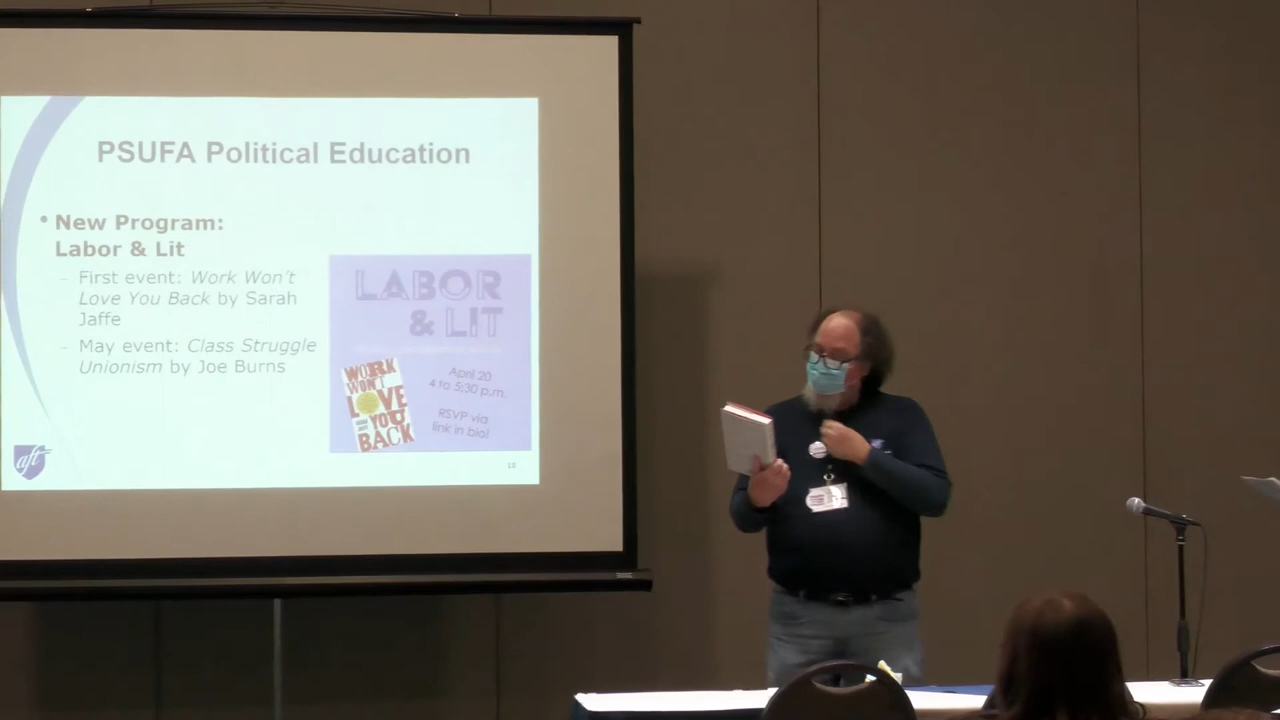 PSUFA Political Education
• New Program:
Labor & Lit
– First event: Work Won't
Love You Back by Sarah
Jaffe
– May event: Class Struggle
Unionism by Joe Burns
LABOR
& LIT
WORK
WON'T
LOVE
YOU
BACK
April 20
4 to 5:30 p.m.
RSVP via
link in bio!
aft